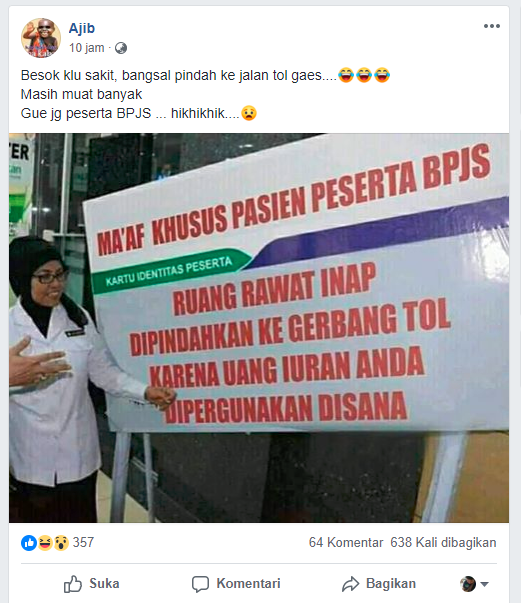 Ajib
10 jam
Besok klu sakit, bangsal pindah ke jalan tol gaes....😂😂😂
Masih muat banyak
Gue jg peserta BPJS ... hikhikhik....😦
TER
MA'AF KHUSUS PASIEN PESERTA BPJS
KARTU IDENTITAS PESERTA
RUANG RAWAT INAP
DIPINDAHKAN KE GERBANG TOL
KARENA UANG IURAN ANDA
DIPERGUNAKAN DISANA
357
64 Komentar 638 Kali dibagikan
Suka Komentari Bagikan